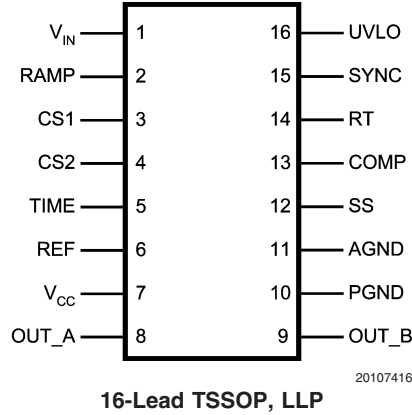 VIN 1 16 UVLO
RAMP 2 15 SYNC
CS1 3 14 RT
CS2 4 13 COMP
TIME 5 12 SS
REF 6 11 AGND
VCC 7 10 PGND
OUT_A 8 9 OUT_B
20107416
16-Lead TSSOP, LLP